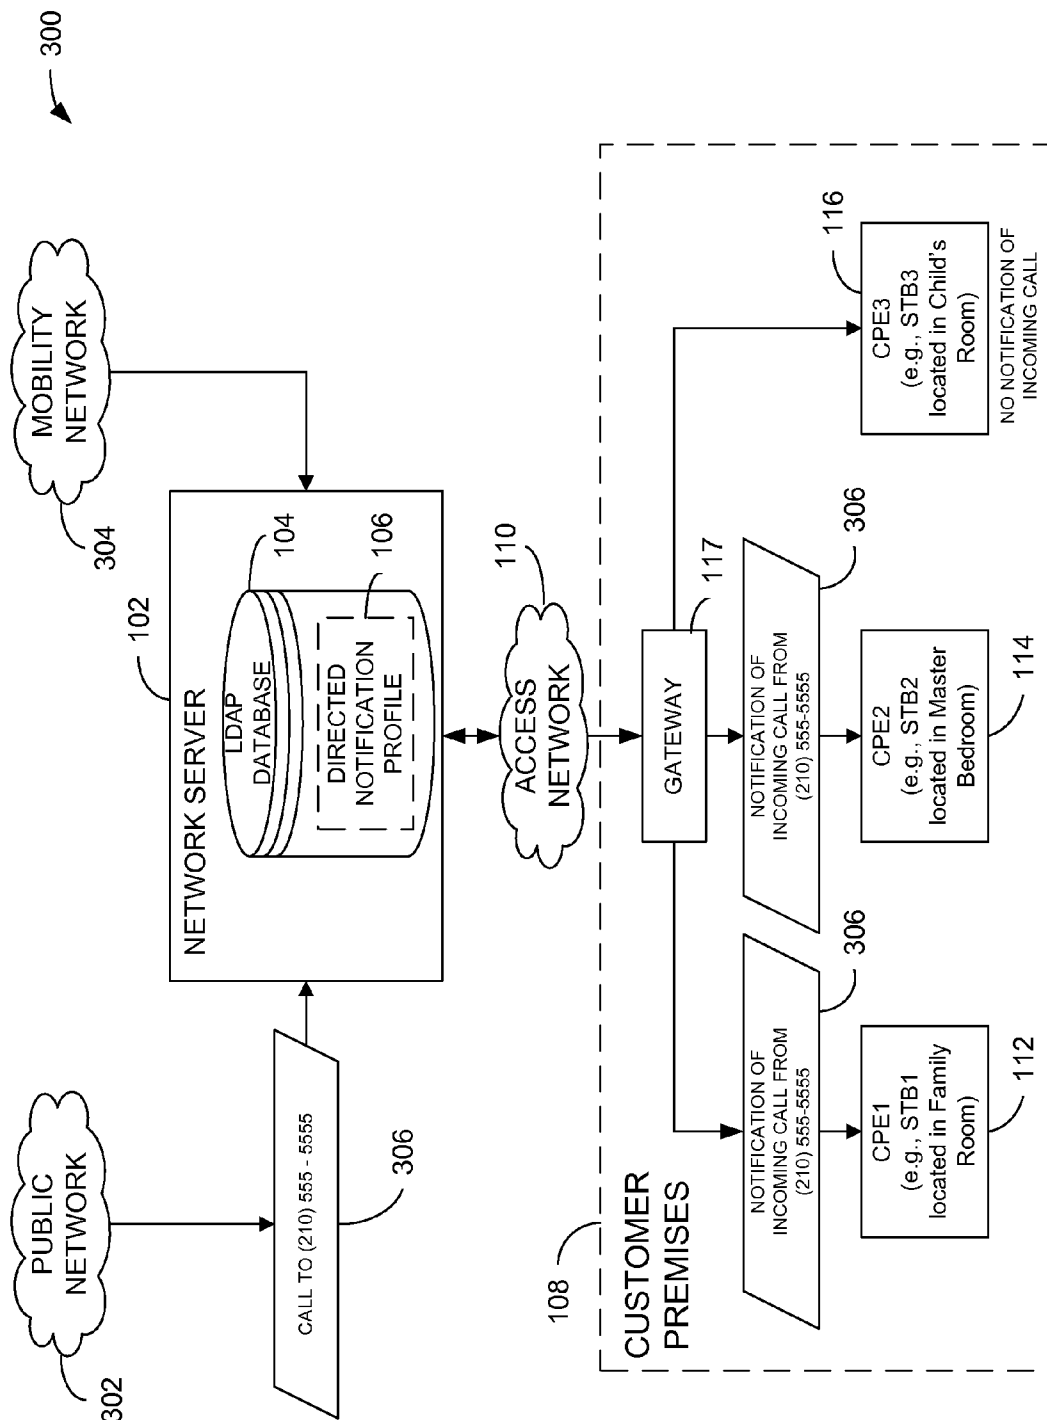 300
PUBLIC
NETWORK
302
MOBILITY
NETWORK
304
CALL TO (210) 555 - 5555
306
102
NETWORK SERVER
LDAP
DATABASE
104
DIRECTED
NOTIFICATION
PROFILE
106
ACCESS
NETWORK
110
108
CUSTOMER
PREMISES
GATEWAY
117
NOTIFICATION OF
INCOMING CALL FROM
(210) 555-5555
306
NOTIFICATION OF
INCOMING CALL FROM
(210) 555-5555
306
CPE1
(e.g., STB1
located in Family
Room)
112
CPE2
(e.g., STB2
located in Master
Bedroom)
114
CPE3
(e.g., STB3
located in Child's
Room)
116
NO NOTIFICATION OF
INCOMING CALL